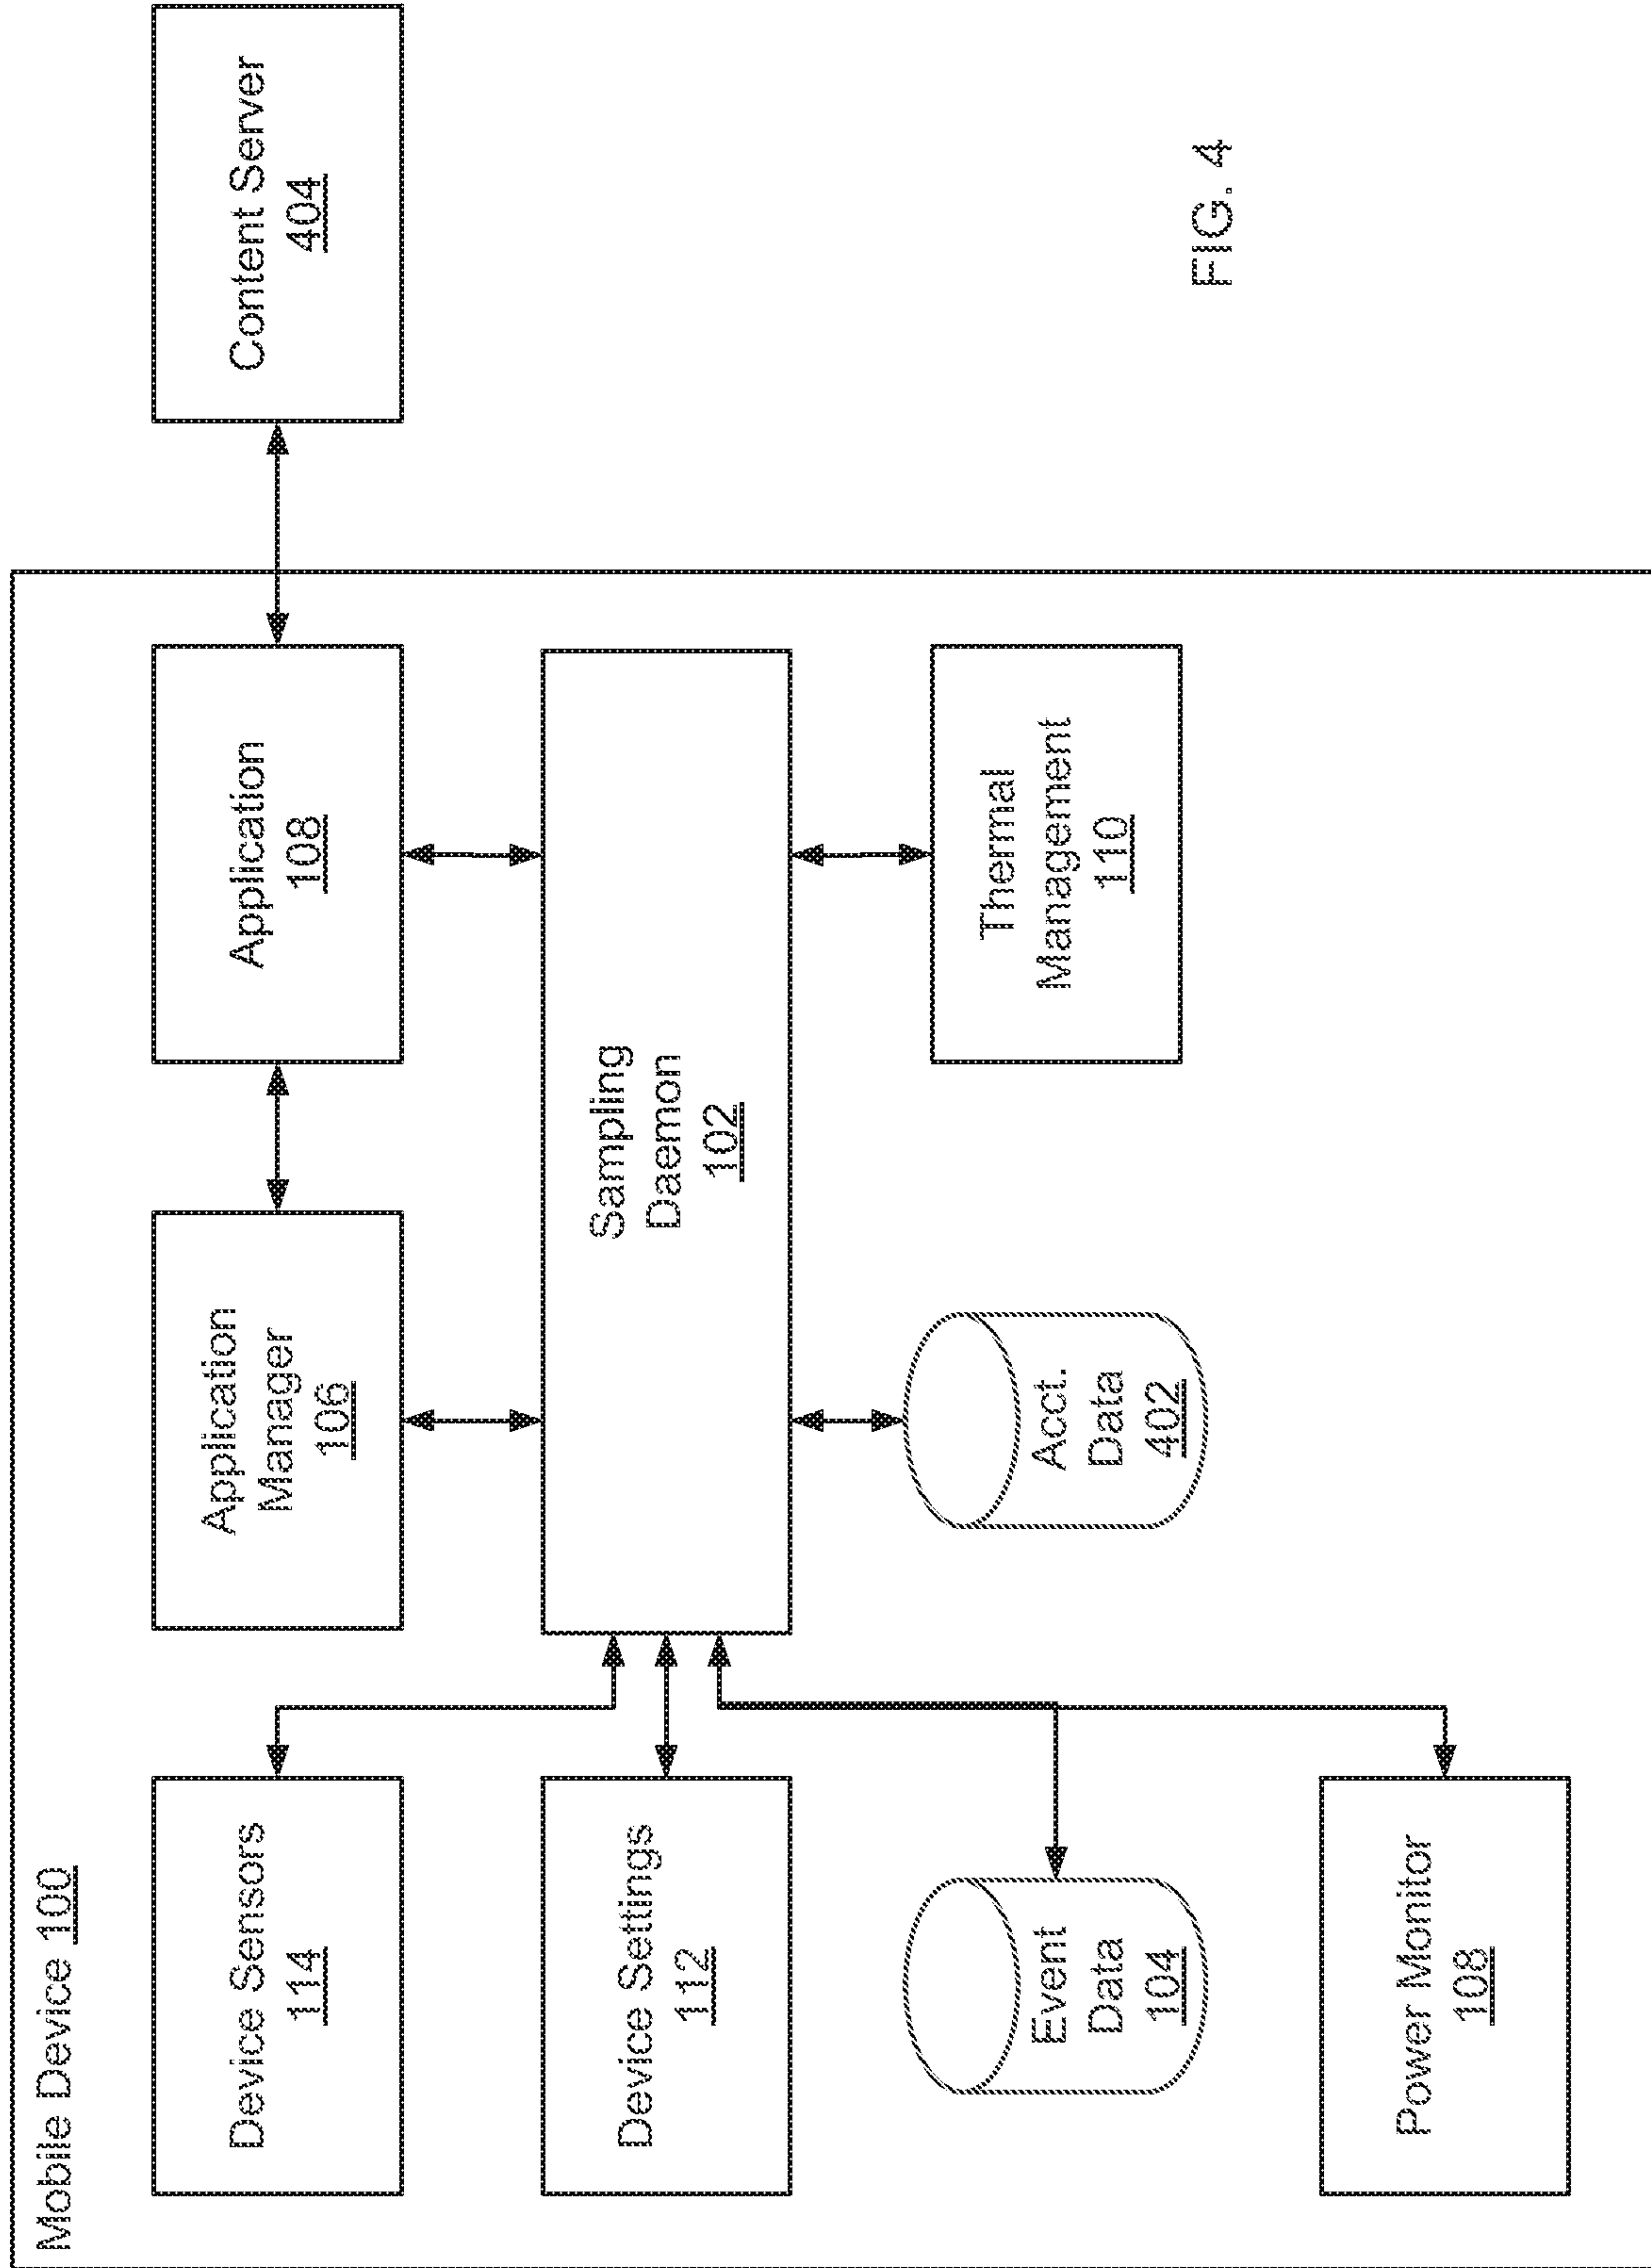 Mobile Device 100
Device Sensors
114
Application
Manager
106
Application
108
Content Server
404
Device Settings
112
Sampling
Daemon
102
Event
Data
104
Acct.
Data
402
Thermal
Management
110
Power Monitor
108
FIG. 4